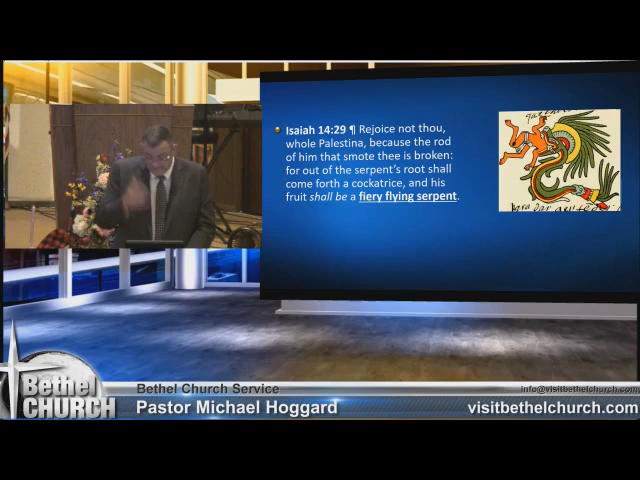 Isaiah 14:29 ¶ Rejoice not thou,
whole Palestina, because the rod
of him that smote thee is broken:
for out of the serpent's root shall
come forth a cockatrice, and his
fruit shall be a fiery flying serpent.
Bethel
CHURCH
Bethel Church Service
info@visitbethelchurch.com
Pastor Michael Hoggard
visitbethelchurch.com